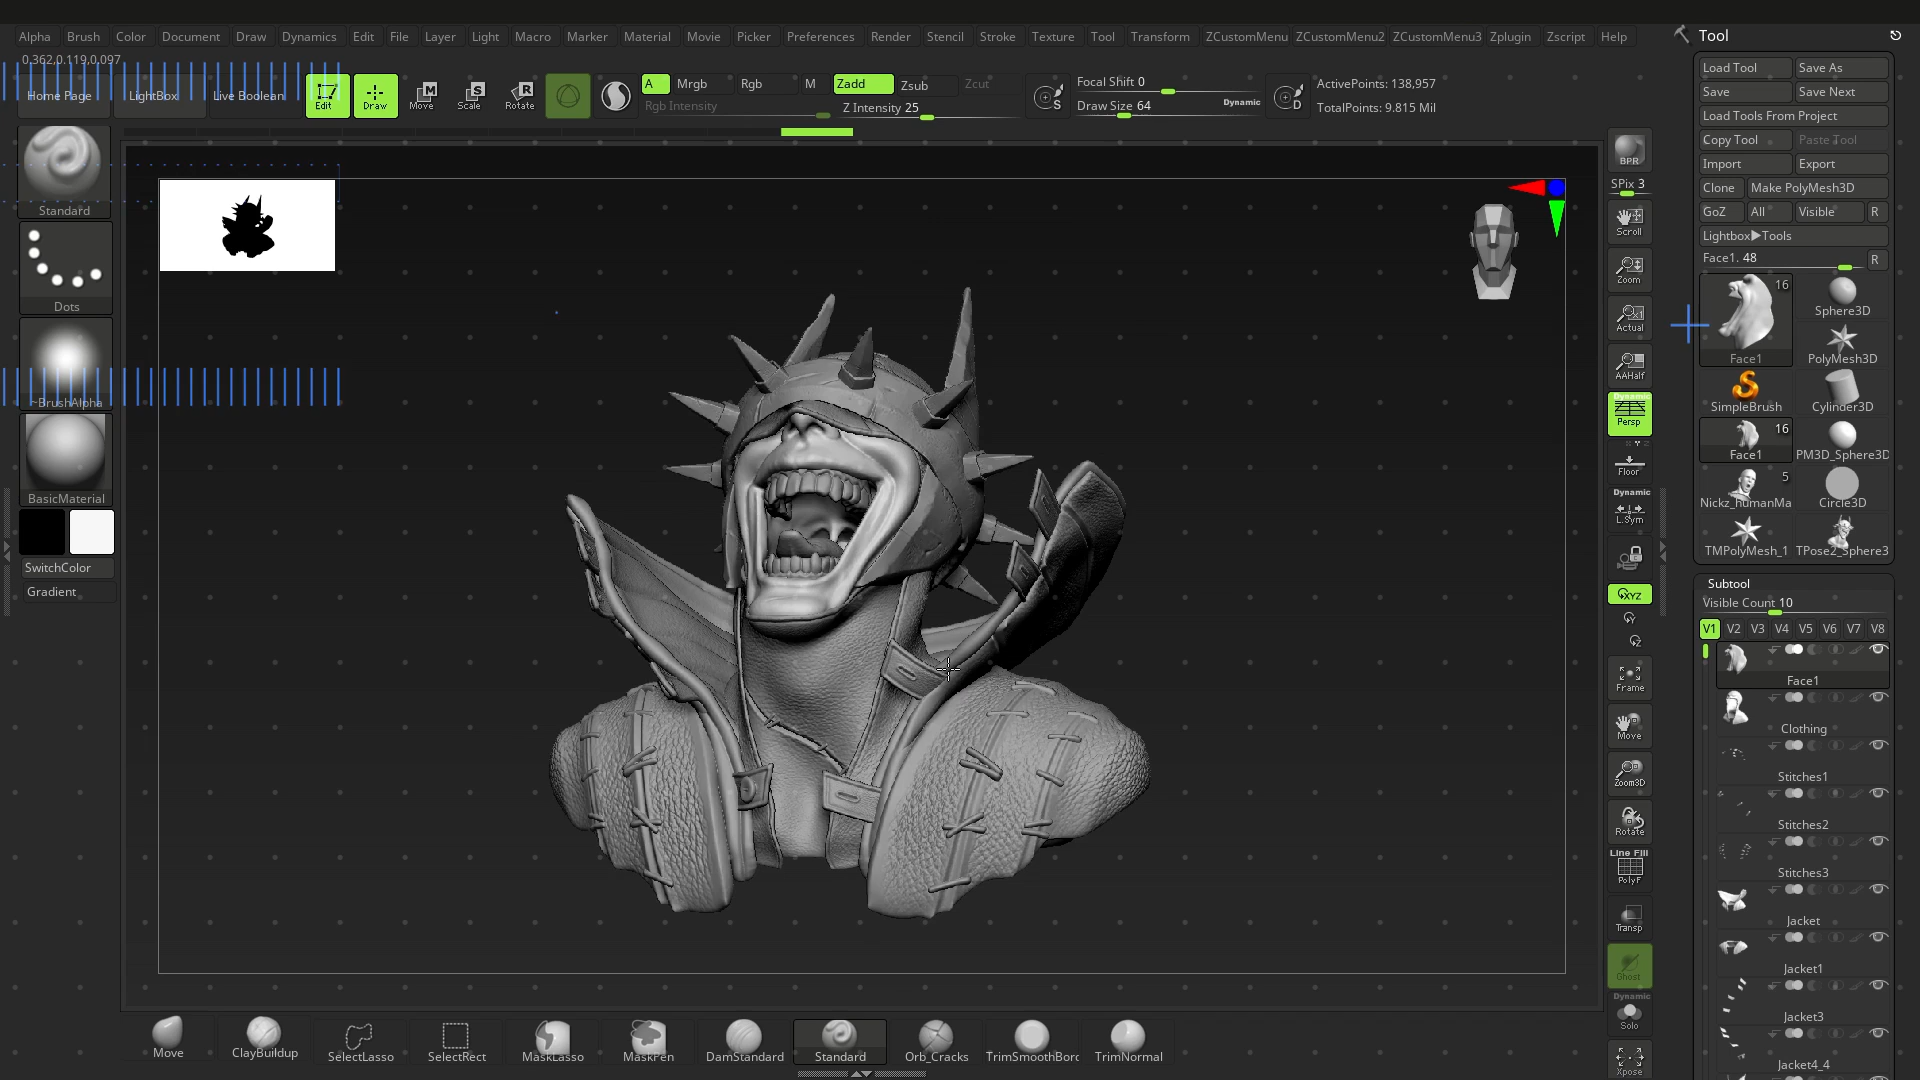 Alpha Brush Color Document Draw Dynamics Edit File Layer Light Macro Marker Material Movie Picker Preferences Render Stencil Stroke Texture Tool Transform ZCustomMenu ZCustomMenu2 ZCustomMenu3 Zplugin Zscript Help
Tool
0.362,0.119,0.097
Home Page LightBox Live Boolean Edit Draw Move Scale Rotate
A Mrgb Rgb M Zadd Zsub Zcut
Rgb Intensity Z Intensity 25
Focal Shift 0
Draw Size 64 Dynamic
ActivePoints: 138,957
TotalPoints: 9.815 Mil
Load Tool Save As
Save Save Next
Load Tools From Project
Copy Tool Paste Tool
Import Export
Clone Make PolyMesh3D
GoZ All Visible R
Lightbox▶Tools
Face1. 48 R
16
Face1
Sphere3D
PolyMesh3D
SimpleBrush Cylinder3D
16
Face1 PM3D_Sphere3D
5
Nickz_humanMa Circle3D
TMPolyMesh_1 TPose2_Sphere3
Subtool
Visible Count 10
V1 V2 V3 V4 V5 V6 V7 V8
Face1
Clothing
Stitches1
Stitches2
Stitches3
Jacket
Jacket1
Jacket3
Jacket4_4
Standard
Dots
~BrushAlpha
BasicMaterial
SwitchColor
Gradient
BPR
SPix 3
Scroll
Zoom
Actual
AAHalf
Dynamic
Persp
Floor
Dynamic
L.Sym
XYZ
Frame
Move
Zoom3D
Rotate
Line Fill
PolyF
Transp
Ghost
Dynamic
Solo
Xpose
Move ClayBuildup SelectLasso SelectRect MaskLasso MaskPen DamStandard Standard Orb_Cracks TrimSmoothBorc TrimNormal